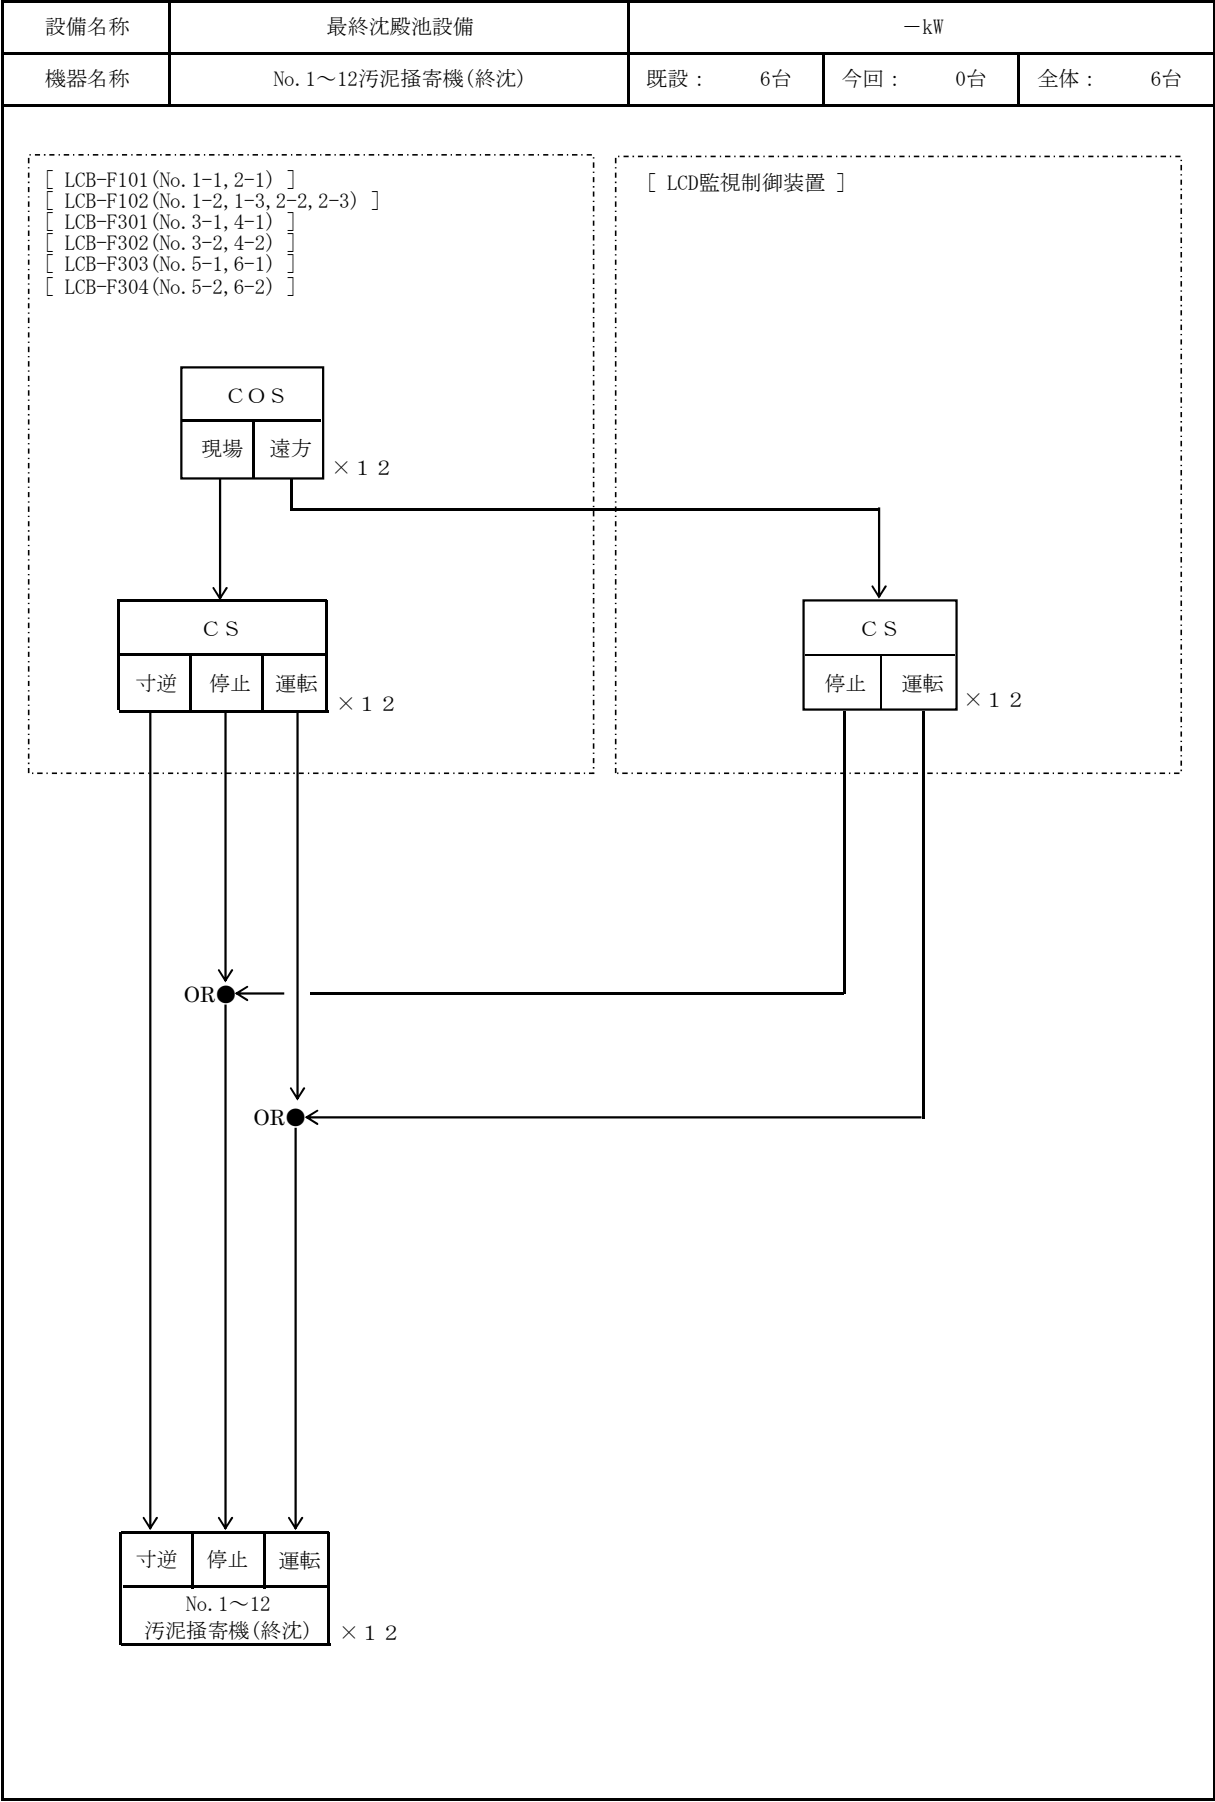 設備名称 最終沈殿池設備 －kW
機器名称 No.1～12汚泥掻寄機(終沈) 既設： 6台 今回： 0台 全体： 6台
[ LCB-F101(No.1-1,2-1) ]
[ LCB-F102(No.1-2,1-3,2-2,2-3) ]
[ LCB-F301(No.3-1,4-1) ]
[ LCB-F302(No.3-2,4-2) ]
[ LCB-F303(No.5-1,6-1) ]
[ LCB-F304(No.5-2,6-2) ]
[ LCD監視制御装置 ]
ＣＯＳ
現場 遠方
×１２
ＣＳ
寸逆 停止 運転
×１２
ＣＳ
停止 運転
×１２
OR
OR
寸逆 停止 運転
No.1～12
汚泥掻寄機(終沈)
×１２